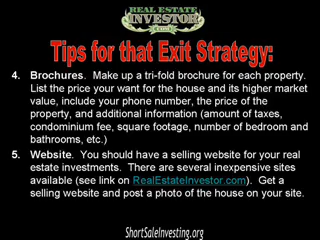 REAL ESTATE
INVESTOR
.com
Tips for that Exit Strategy:
4. Brochures. Make up a tri-fold brochure for each property.
List the price you want for the house and its higher market
value, include your phone number, the price of the
property, and additional information (amount of taxes,
condominium fee, square footage, number of bedroom and
bathrooms, etc.)
5. Website. You should have a selling website for your real
estate investments. There are several inexpensive sites
available (see link on RealEstateInvestor.com). Get a
selling website and post a photo of the house on your site.
ShortSaleInvesting.org